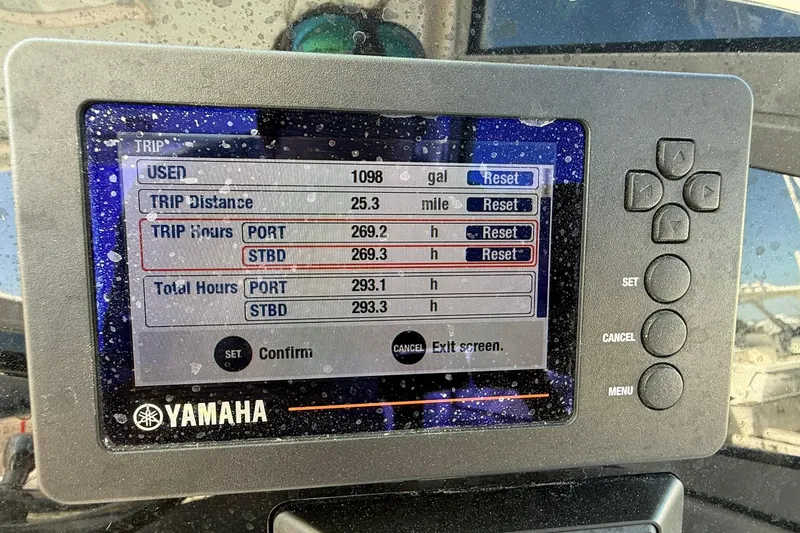 TRIP
USED 1098 gal Reset
TRIP Distance 25.3 mile Reset
TRIP Hours PORT 269.2 h Reset
STBD 269.3 h Reset
Total Hours PORT 293.1 h
STBD 293.3 h
SET Confirm CANCEL Exit screen.
YAMAHA
SET
CANCEL
MENU